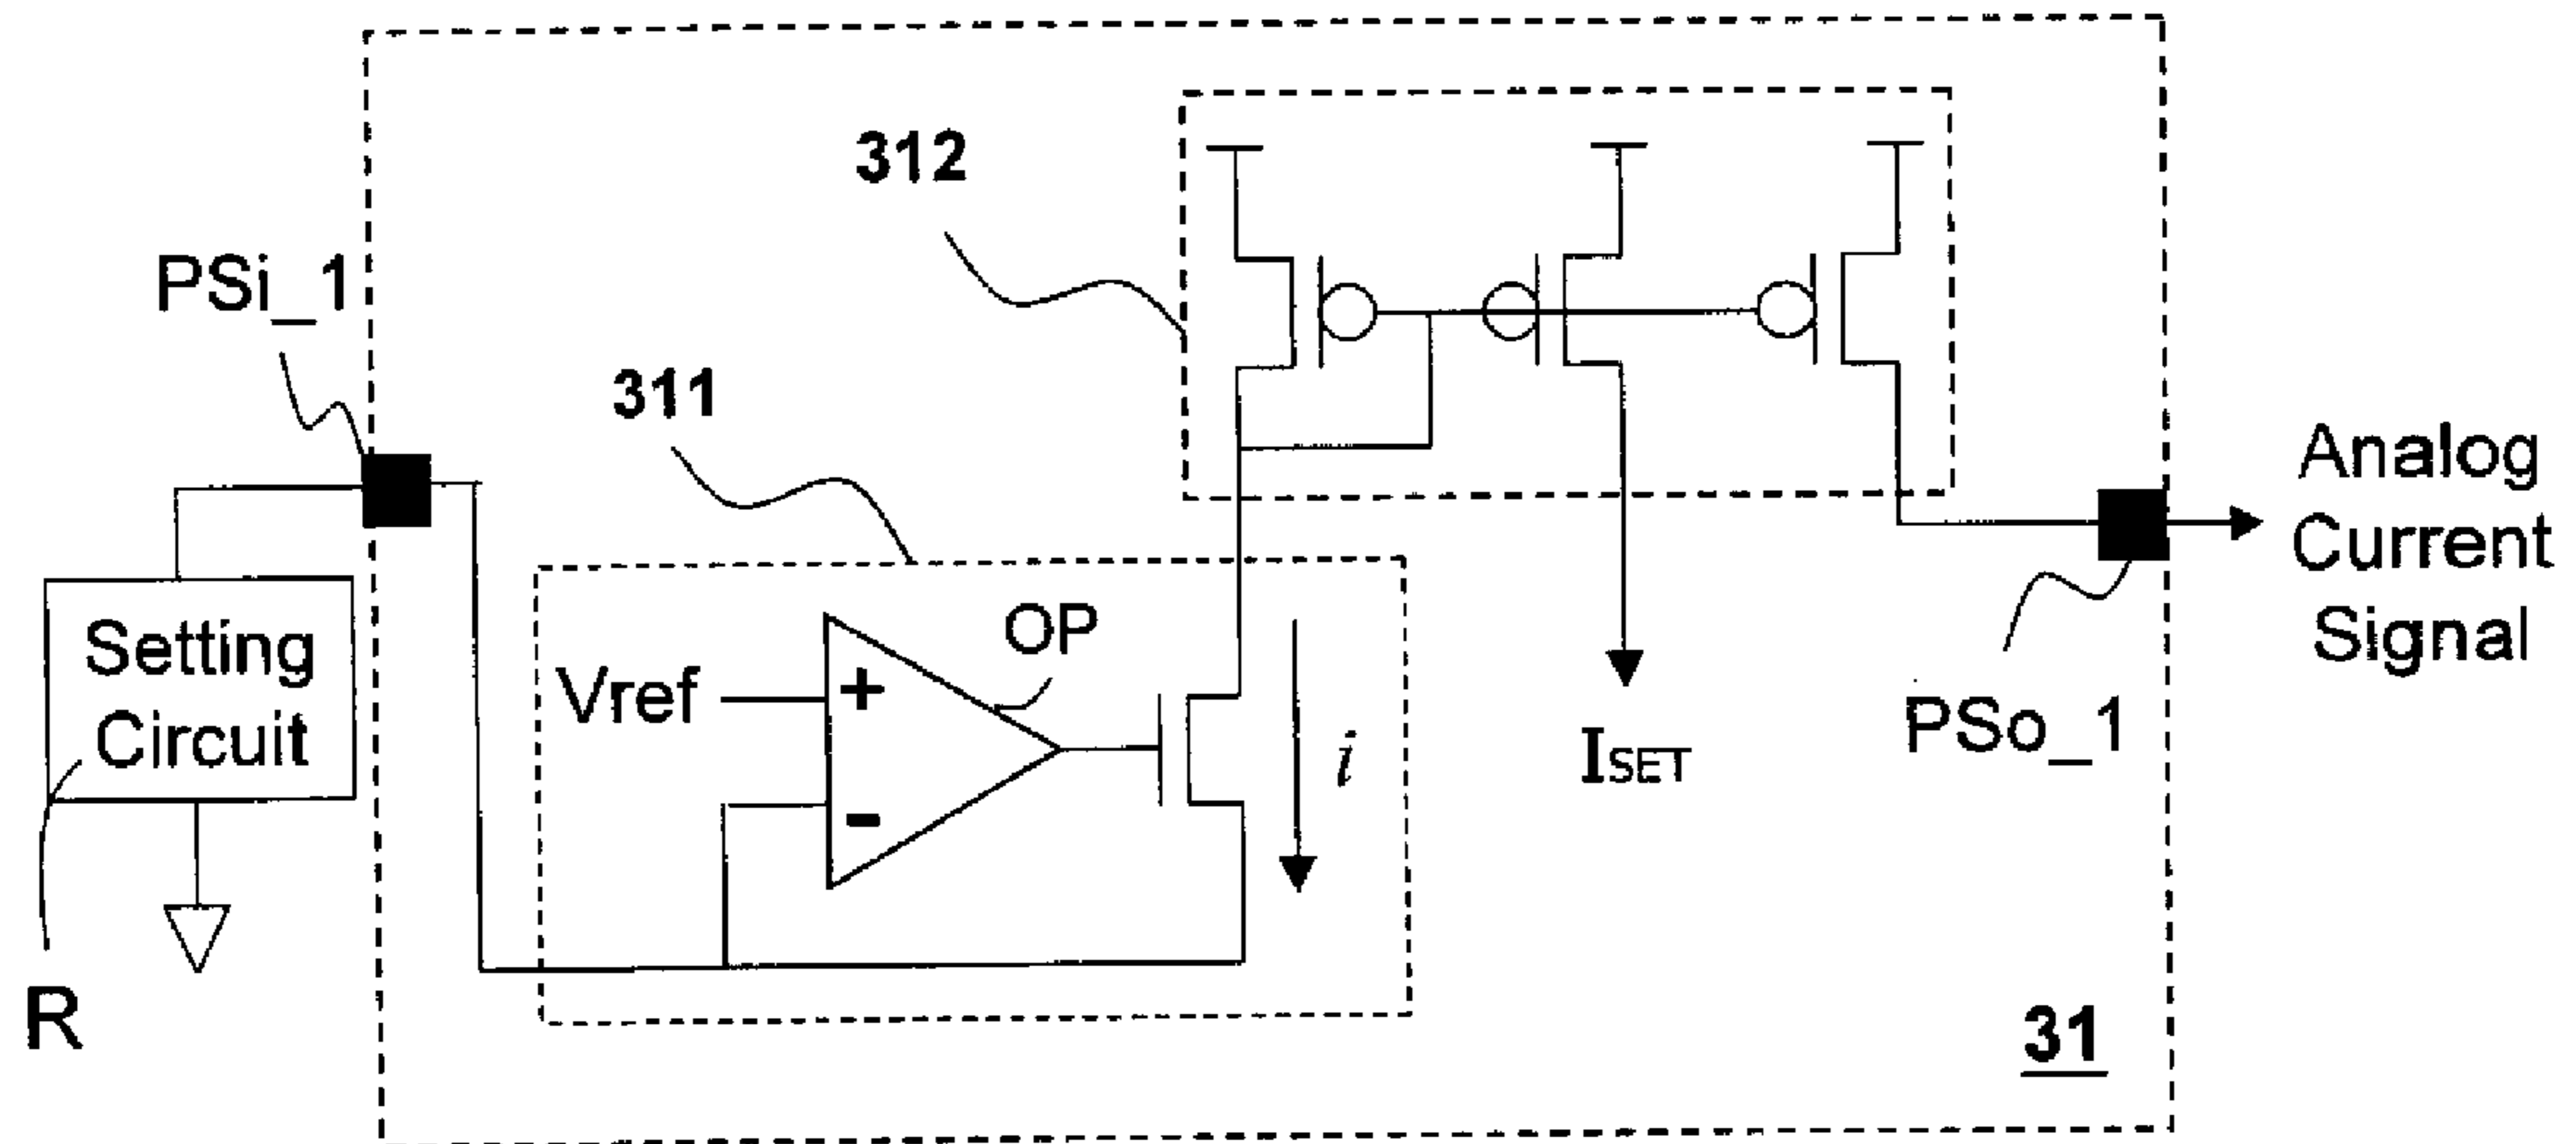 312
PSi_1
311
Analog
Current
Signal
OP
Setting
Circuit
Vref
+
-
i
ISET
PSo_1
R
31